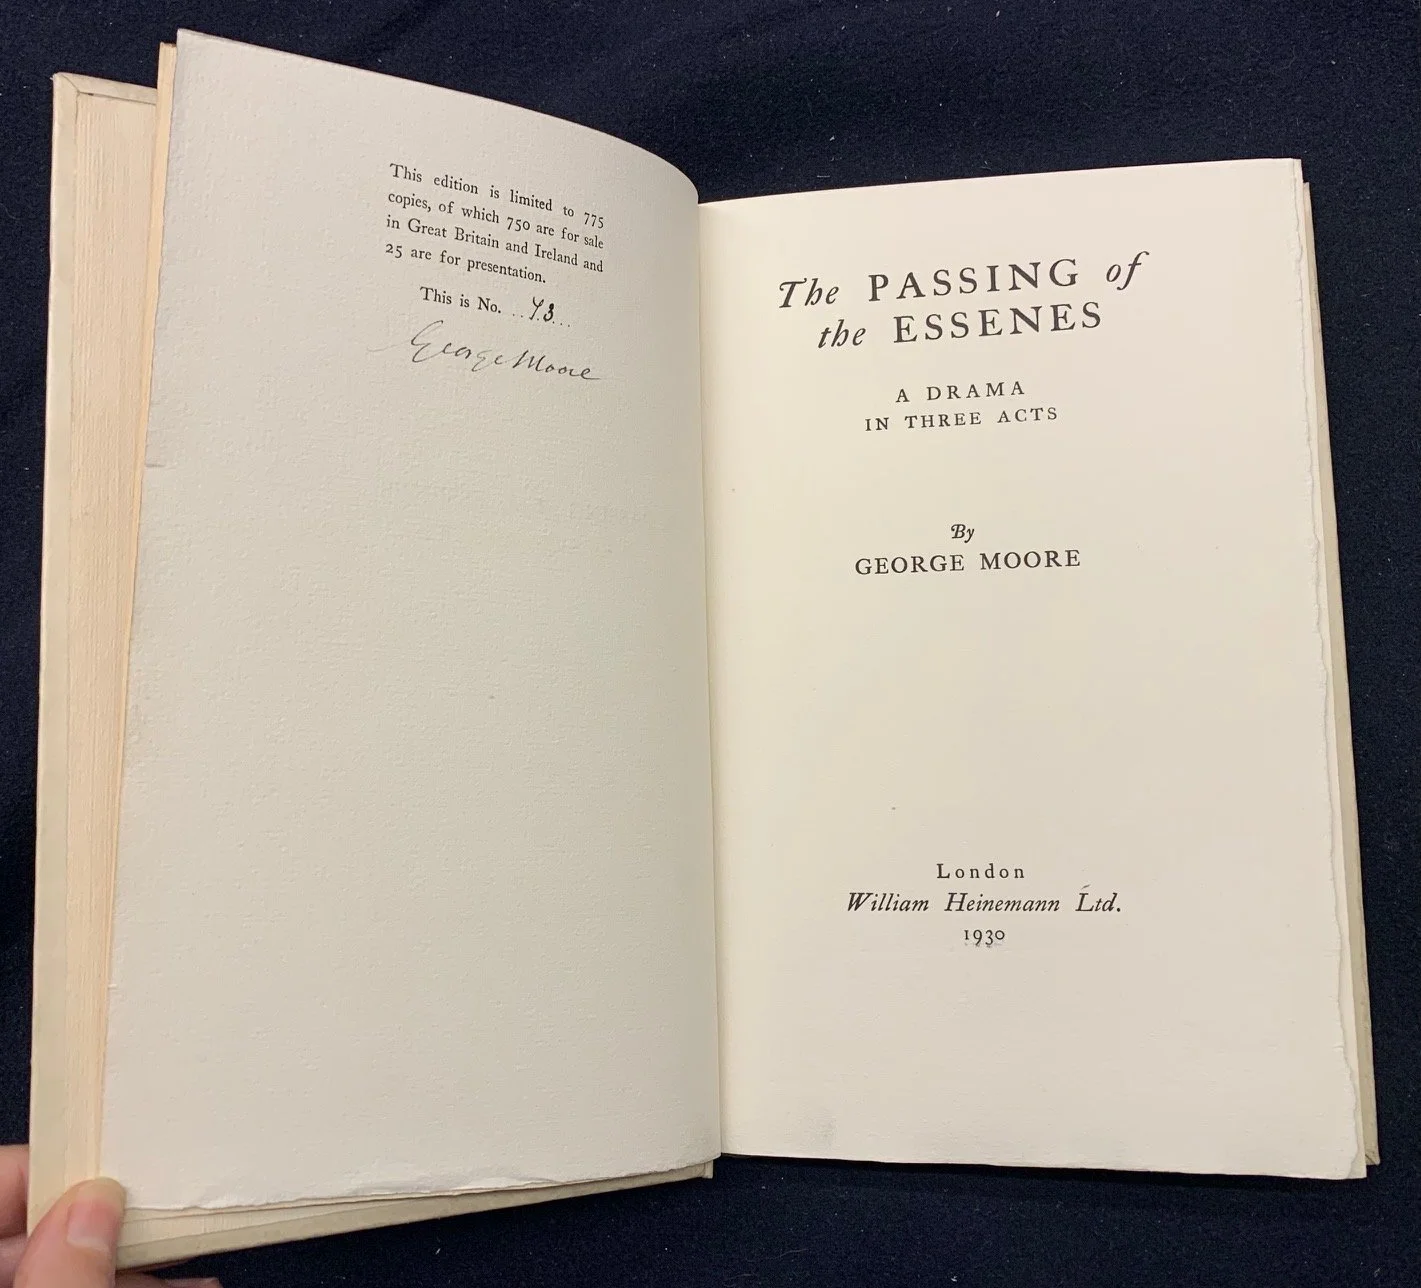 This edition is limited to 775
copies, of which 750 are for sale
in Great Britain and Ireland and
25 are for presentation.
This is No. ..73...
George Moore
The PASSING of
the ESSENES
A DRAMA
IN THREE ACTS
By
GEORGE MOORE
London
William Heinemann Ltd.
1930